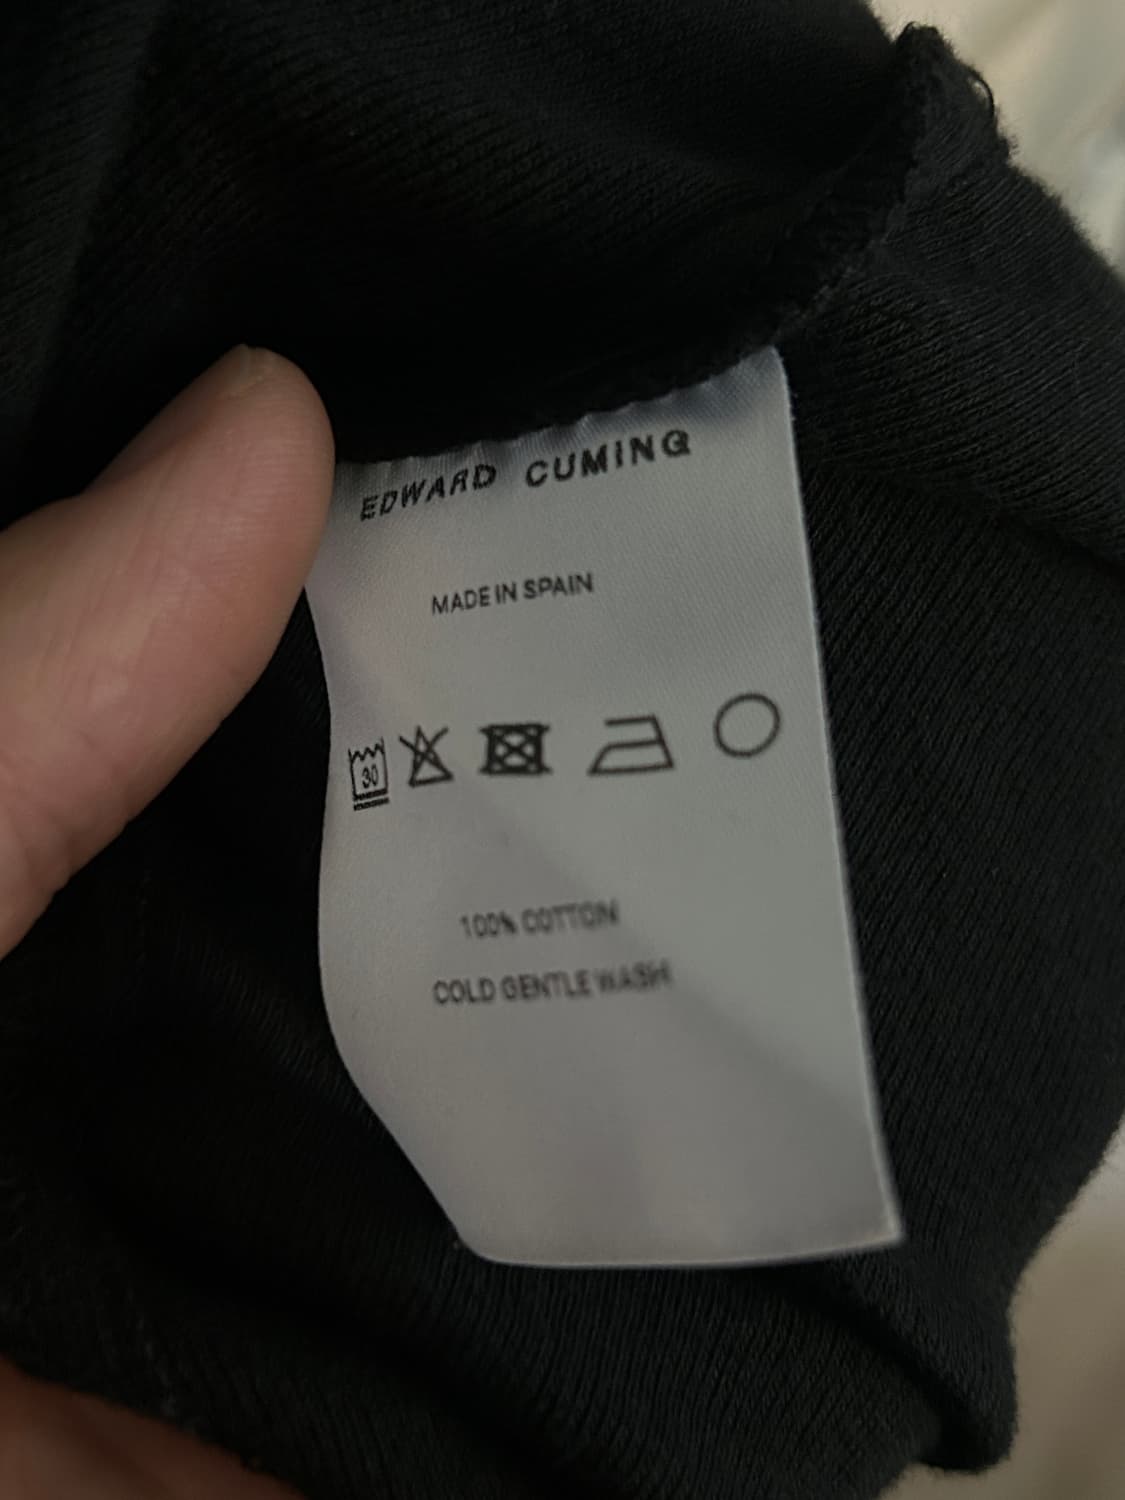 EDWARD CUMING
MADE IN SPAIN
30
100% COTTON
COLD GENTLE WASH